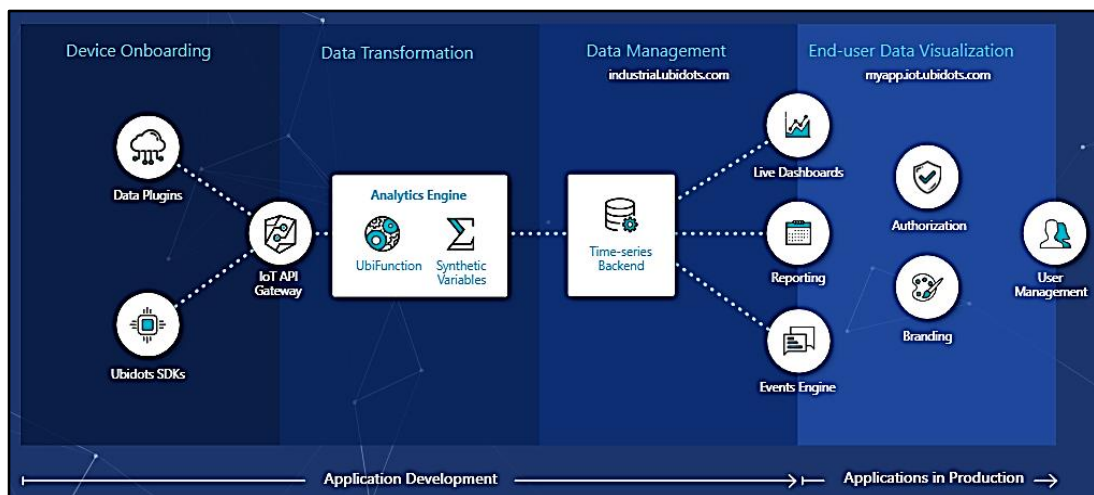 Device Onboarding
Data Transformation
Data Management
industrial.ubidots.com
End-user Data Visualization
myapp.iot.ubidots.com
Data Plugins
Ubidots SDKs
IoT API
Gateway
Analytics Engine
UbiFunction
Synthetic
Variables
Time-series
Backend
Live Dashboards
Reporting
Events Engine
Authorization
Branding
User
Management
Application Development
Applications in Production